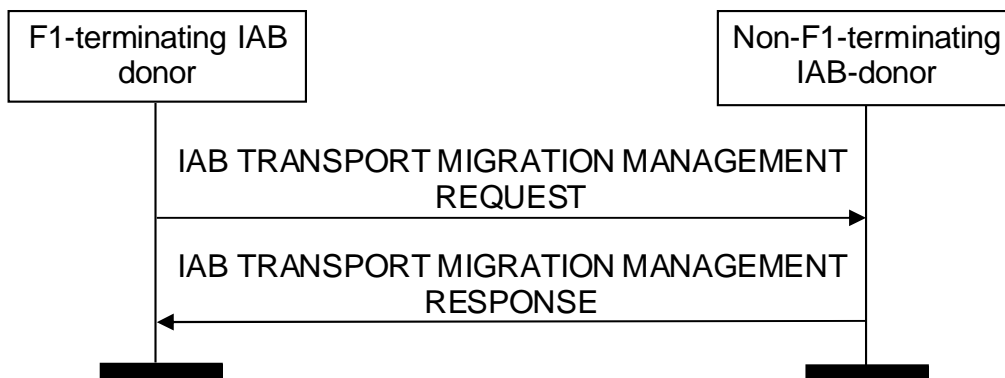 F1-terminating IAB
donor
Non-F1-terminating
IAB-donor
IAB TRANSPORT MIGRATION MANAGEMENT
REQUEST
IAB TRANSPORT MIGRATION MANAGEMENT
RESPONSE